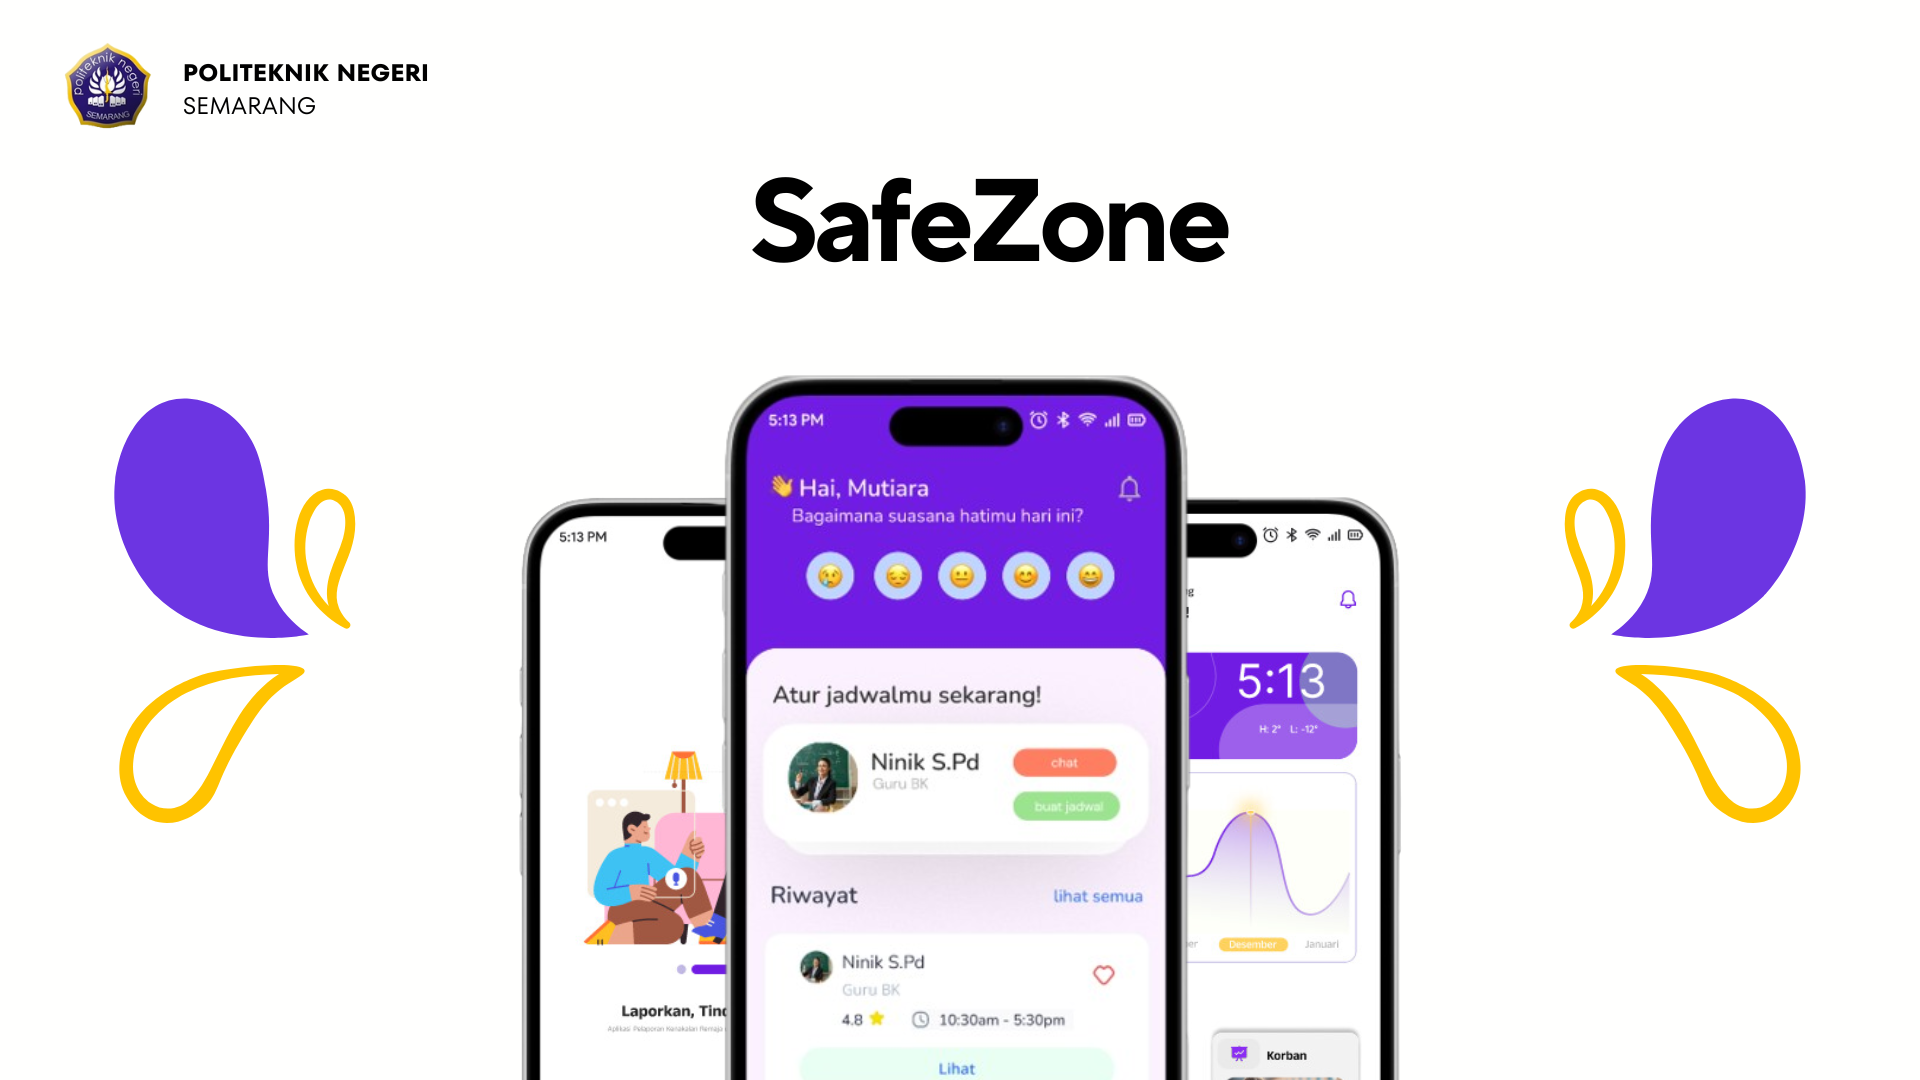 politeknik negeri
SEMARANG
POLITEKNIK NEGERI
SEMARANG
SafeZone
5:13 PM
Laporkan, Tind
Aplikasi Pelaporan Kenakalan Remaja
5:13 PM
Hai, Mutiara
Bagaimana suasana hatimu hari ini?
Atur jadwalmu sekarang!
Ninik S.Pd
Guru BK
chat
buat jadwal
Riwayat
lihat semua
Ninik S.Pd
Guru BK
4.8
10:30am - 5:30pm
Lihat
g
!
5:13
H: 2° L: -12°
er
Desember
Januari
Korban